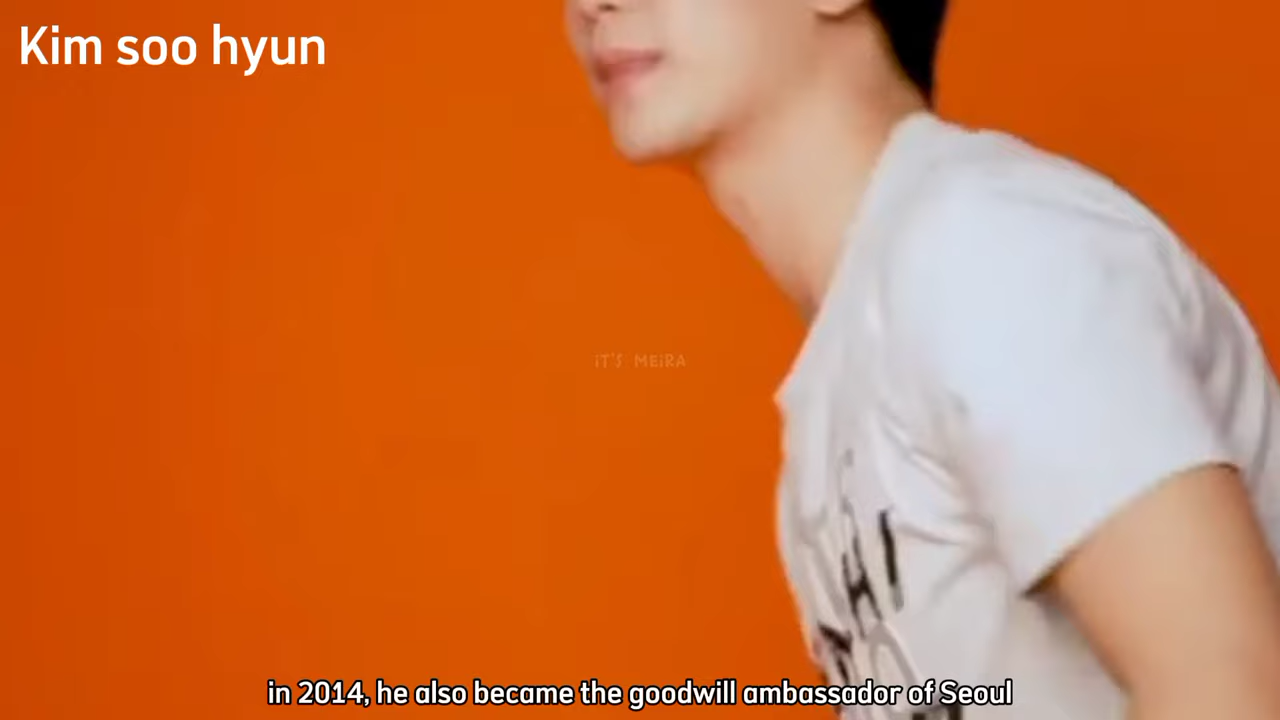 Kim soo hyun
iT'S MEiRA
in 2014, he also became the goodwill ambassador of Seoul